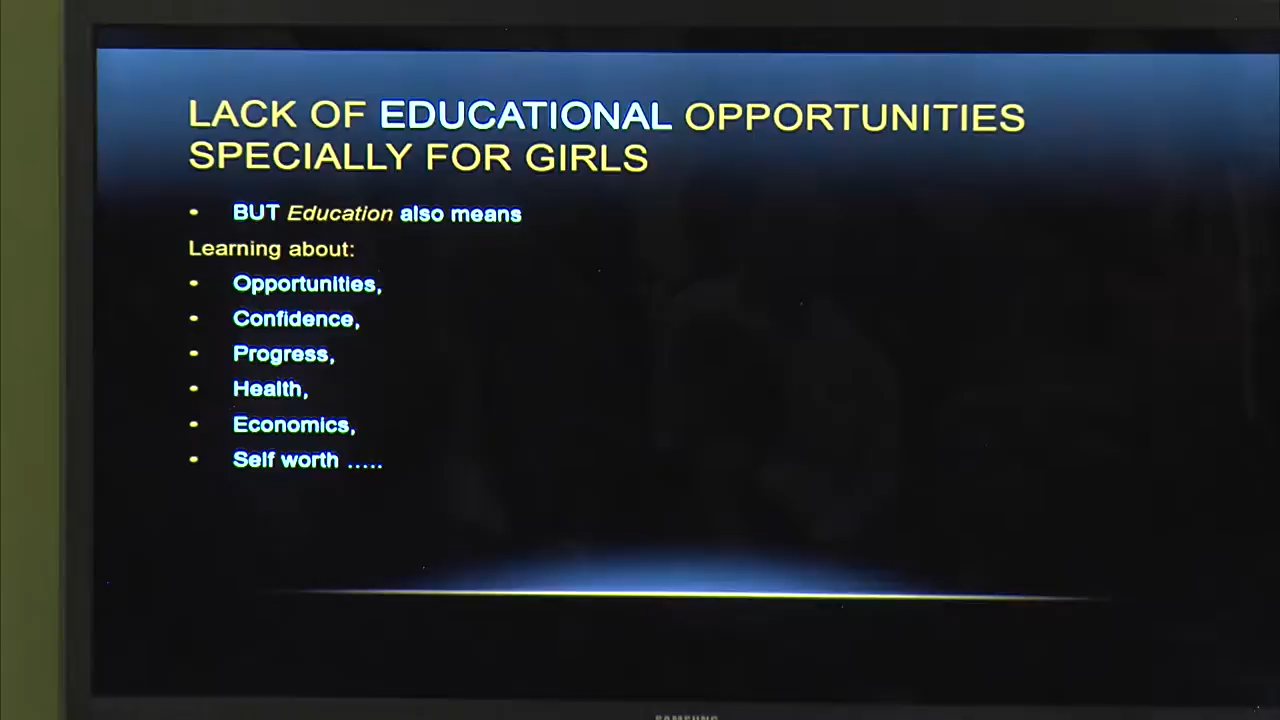 LACK OF EDUCATIONAL OPPORTUNITIES
SPECIALLY FOR GIRLS
• BUT Education also means
Learning about:
• Opportunities,
• Confidence,
• Progress,
• Health,
• Economics,
• Self worth .....
SAMSUNG